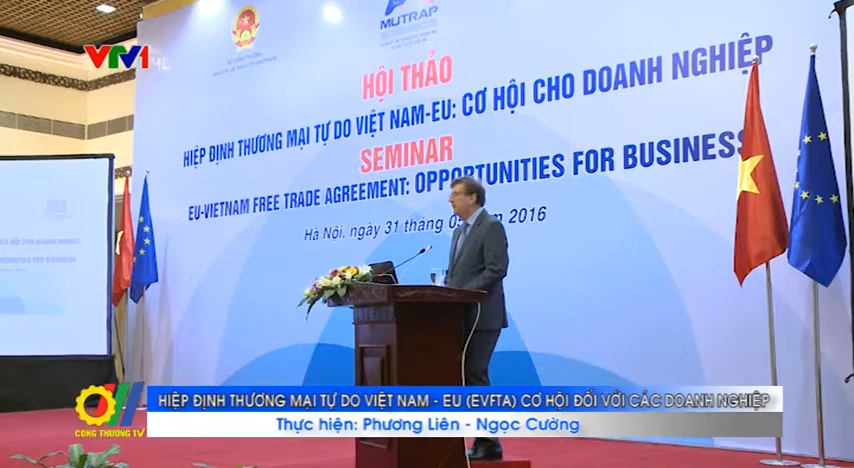 VTV1
MUTRAP
BỘ CÔNG THƯƠNG
HỘI THẢO
HIỆP ĐỊNH THƯƠNG MẠI TỰ DO VIỆT NAM-EU: CƠ HỘI CHO DOANH NGHIỆP
SEMINAR
EU-VIETNAM FREE TRADE AGREEMENT: OPPORTUNITIES FOR BUSINESS
Hà Nội, ngày 31 tháng 2016
HIỆP ĐỊNH THƯƠNG MẠI TỰ DO VIỆT NAM - EU (EVFTA) CƠ HỘI ĐỐI VỚI CÁC DOANH NGHIỆP
Thực hiện: Phương Liên - Ngọc Cường
CÔNG THƯƠNG TV